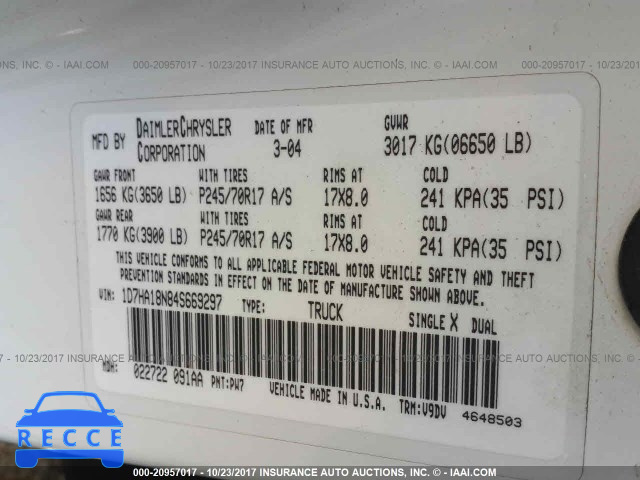 000-20957017 - 10/23/2017 INSURANCE AUTO AUCTIONS, INC. © - IAAI.COM
MFD BY DAIMLERCHRYSLER CORPORATION DATE OF MFR 3-04 GVWR 3017 KG(06650 LB)
GAWR FRONT WITH TIRES RIMS AT COLD
1656 KG(3650 LB) P245/70R17 A/S 17X8.0 241 KPA(35 PSI)
GAWR REAR WITH TIRES RIMS AT COLD
1770 KG(3900 LB) P245/70R17 A/S 17X8.0 241 KPA(35 PSI)
THIS VEHICLE CONFORMS TO ALL APPLICABLE FEDERAL MOTOR VEHICLE SAFETY AND THEFT
PREVENTION STANDARDS IN EFFECT ON THE DATE OF MANUFACTURE SHOWN ABOVE.
VIN: 1D7HA18N84S669297 TYPE: TRUCK SINGLE X DUAL
000-20957017 - 10/23/2017 INSURANCE AUTO AUCTIONS, INC. © - IAAI.COM
MDH: 022722 091AA PNT:PW7 VEHICLE MADE IN U.S.A. TRM:V9DV 4648503
EPICVIN.COM
000-20957017 - 10/23/2017 INSURANCE AUTO AUCTIONS, INC. © - IAAI.COM